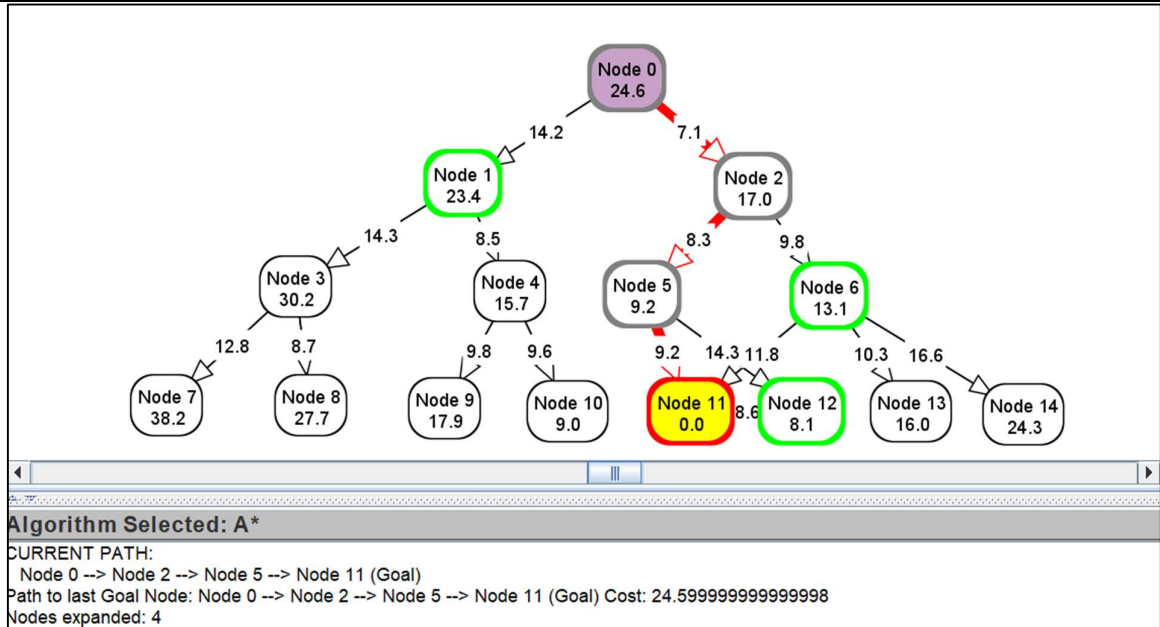 Node 0
24.6
14.2
7.1
Node 1
23.4
Node 2
17.0
14.3
8.5
8.3
9.8
Node 3
30.2
Node 4
15.7
Node 5
9.2
Node 6
13.1
12.8
8.7
9.8
9.6
9.2
14.3
11.8
10.3
16.6
Node 7
38.2
Node 8
27.7
Node 9
17.9
Node 10
9.0
Node 11
0.0
8.6
Node 12
8.1
Node 13
16.0
Node 14
24.3
Algorithm Selected: A*
CURRENT PATH:
Node 0 --> Node 2 --> Node 5 --> Node 11 (Goal)
Path to last Goal Node: Node 0 --> Node 2 --> Node 5 --> Node 11 (Goal) Cost: 24.599999999999998
Nodes expanded: 4